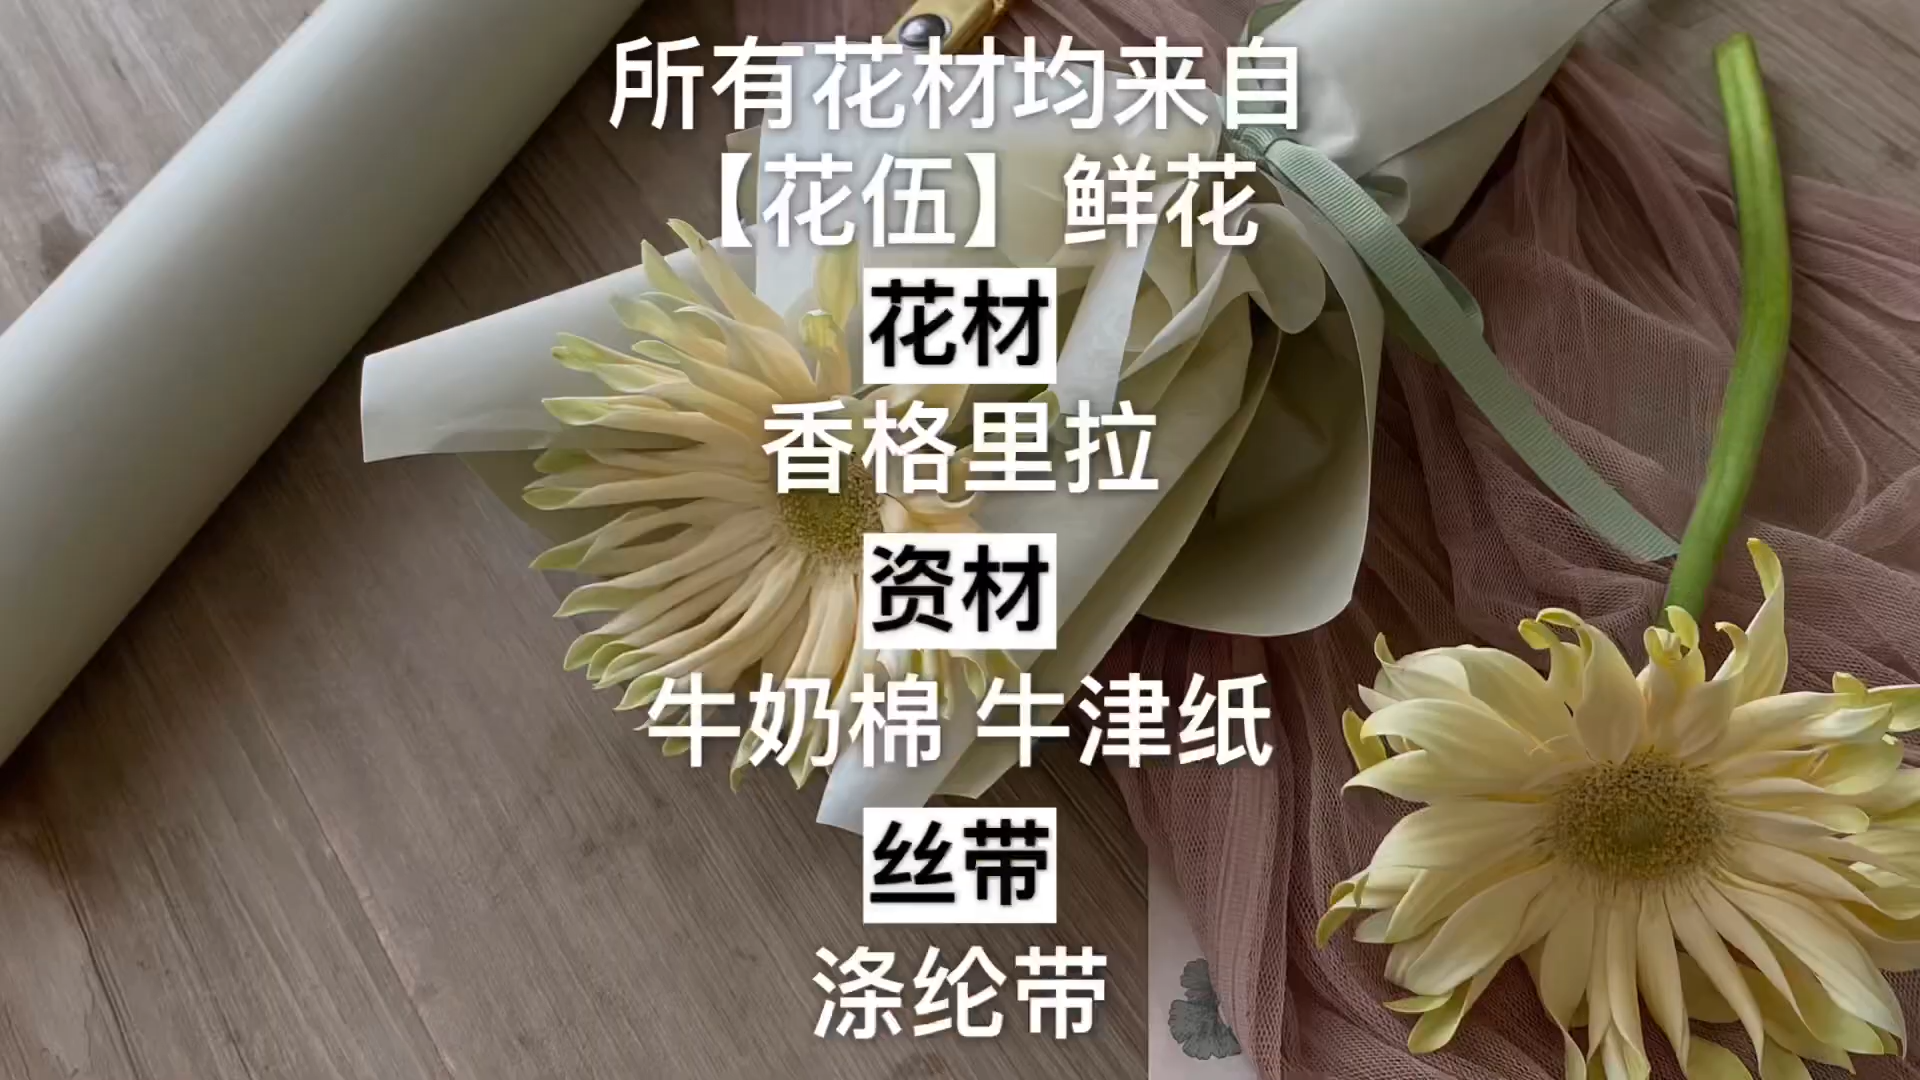 所有花材均来自
【花伍】鲜花
花材
香格里拉
资材
牛奶棉 牛津纸
丝带
涤纶带